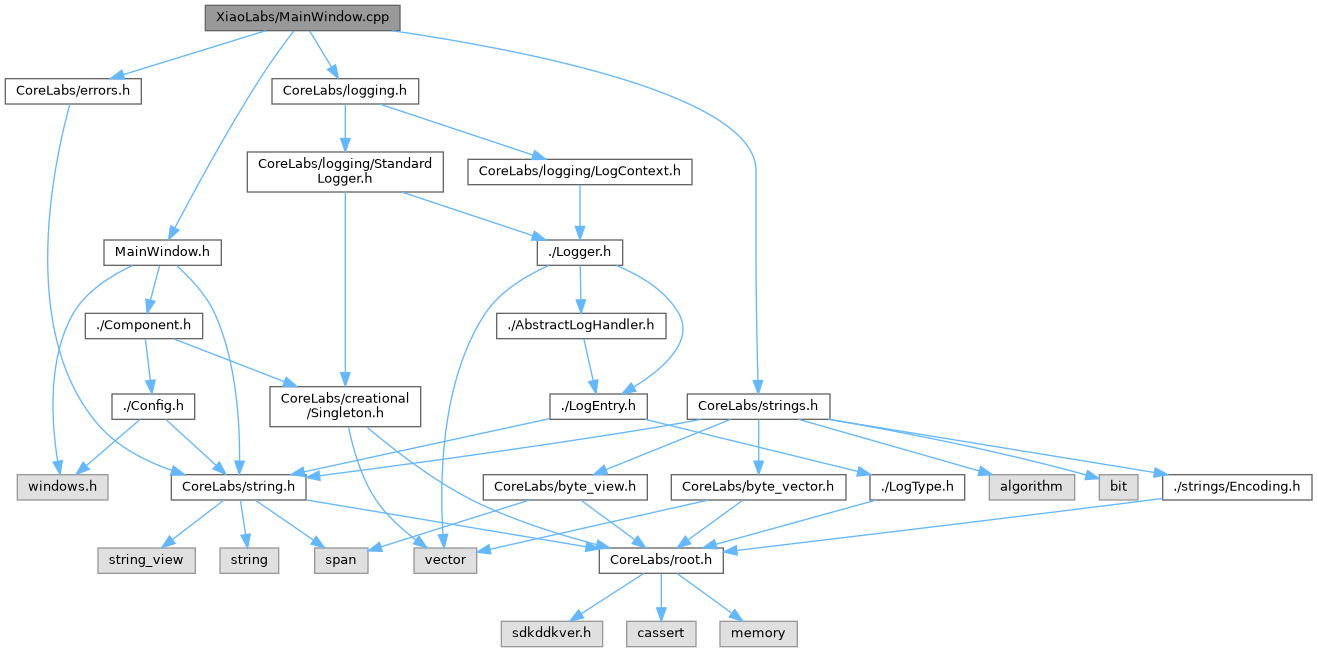 XiaoLabs/MainWindow.cpp
CoreLabs/errors.h
CoreLabs/logging.h
CoreLabs/logging/Standard
Logger.h
CoreLabs/logging/LogContext.h
MainWindow.h
./Logger.h
./Component.h
./AbstractLogHandler.h
./Config.h
CoreLabs/creational
/Singleton.h
./LogEntry.h
CoreLabs/strings.h
windows.h
CoreLabs/string.h
CoreLabs/byte_view.h
CoreLabs/byte_vector.h
./LogType.h
algorithm
bit
./strings/Encoding.h
string_view
string
span
vector
CoreLabs/root.h
sdkddkver.h
cassert
memory